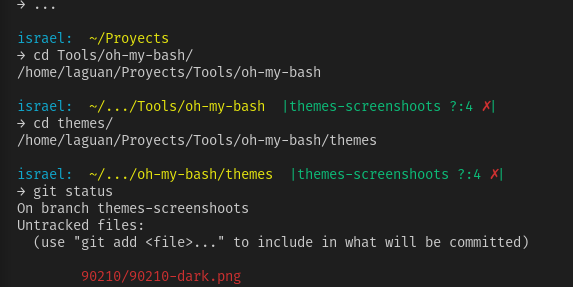 → ...
israel:  ~/Proyects
→ cd Tools/oh-my-bash/
/home/laguan/Proyects/Tools/oh-my-bash
israel:  ~/.../Tools/oh-my-bash  |themes-screenshoots ?:4 ✗|
→ cd themes/
/home/laguan/Proyects/Tools/oh-my-bash/themes
israel:  ~/.../oh-my-bash/themes  |themes-screenshoots ?:4 ✗|
→ git status
On branch themes-screenshoots
Untracked files:
  (use "git add <file>..." to include in what will be committed)
        90210/90210-dark.png